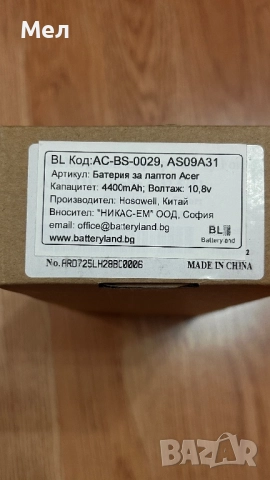 Мел
BL Код:AC-BS-0029, AS09A31
Артикул: Батерия за лаптоп Acer
Капацитет: 4400mAh; Волтаж: 10,8v
Производител: Hosowell, Китай
Вносител: "НИКАС-ЕМ" ООД, София
email: office@batteryland.bg
www.batteryland.bg
BL
Battery land
2
No.ARD725LH28BC0006
MADE IN CHINA
BAZAR